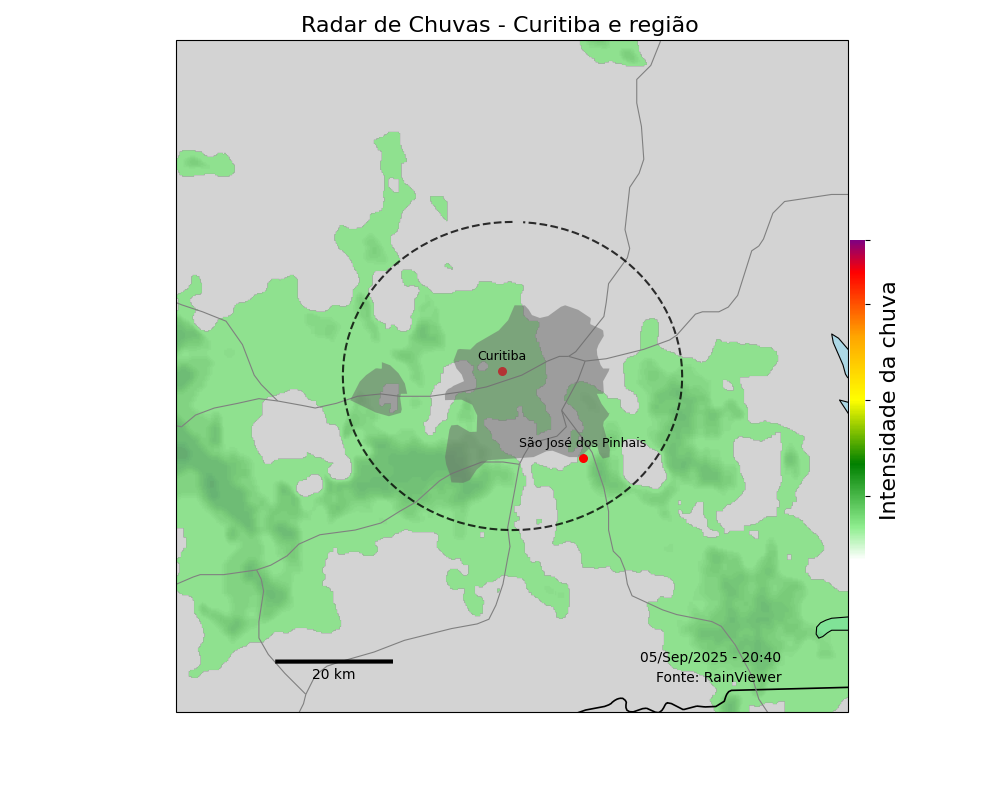 Radar de Chuvas - Curitiba e região
Curitiba
São José dos Pinhais
Intensidade da chuva
20 km
05/Sep/2025 - 20:40
Fonte: RainViewer